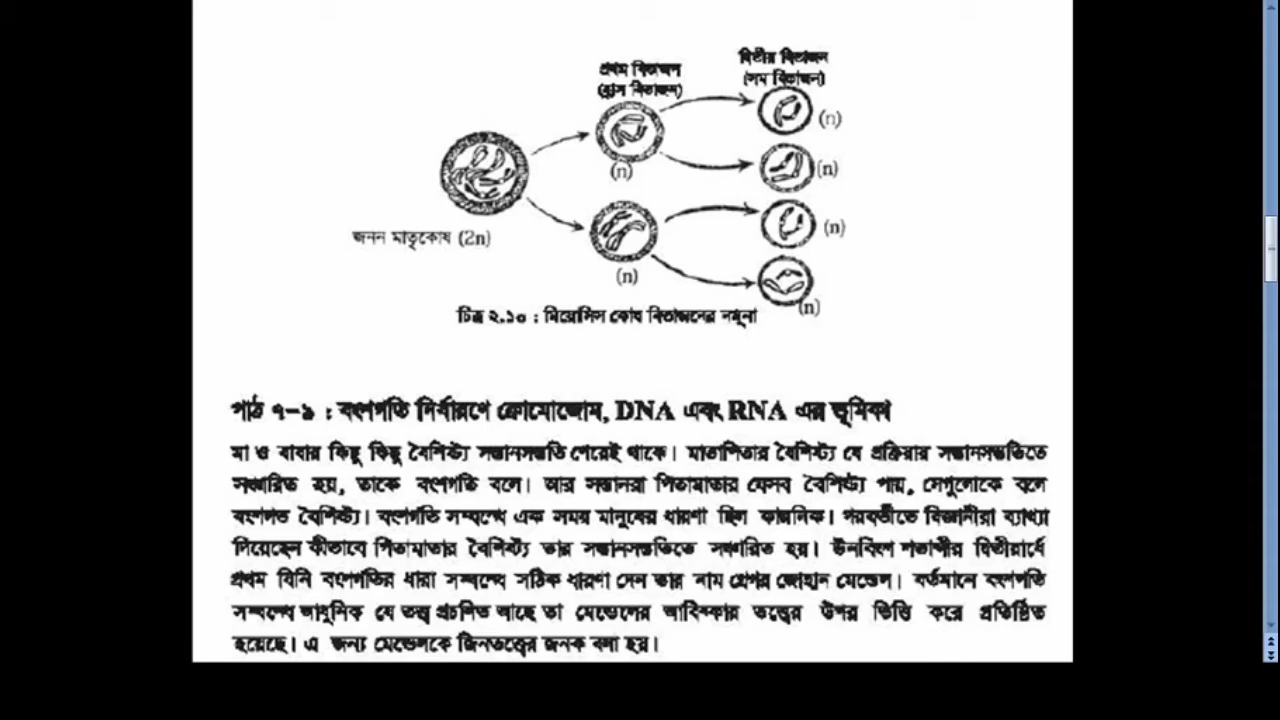 প্রথম বিভাজন
(হ্রাস বিভাজন)
দ্বিতীয় বিভাজন
(সম বিভাজন)
(n)
(n)
(n)
(n)
জনন মাতৃকোষ (2n)
(n)
(n)
চিত্র ২.১০ : মিয়োসিস কোষ বিভাজনের নমুনা
পাঠ ৭-৯ : বংশগতি নির্ধারণে ক্রোমোজোম, DNA এবং RNA এর ভূমিকা
মা ও বাবার কিছু কিছু বৈশিষ্ট্য সন্তানসন্ততি পেয়েই থাকে। মাতাপিতার বৈশিষ্ট্য যে প্রক্রিয়ায় সন্তানসন্ততিতে
সঞ্চারিত হয়, তাকে বংশগতি বলে। আর সন্তানরা পিতামাতার যেসব বৈশিষ্ট্য পায়, সেগুলোকে বলে
বংশগত বৈশিষ্ট্য। বংশগতি সম্বন্ধে এক সময় মানুষের ধারণা ছিল কাল্পনিক। পরবর্তীতে বিজ্ঞানীরা ব্যাখ্যা
দিয়েছেন কীভাবে পিতামাতার বৈশিষ্ট্য তার সন্তানসন্ততিতে সঞ্চারিত হয়। উনবিংশ শতাব্দীর দ্বিতীয়ার্ধে
প্রথম যিনি বংশগতির ধারা সম্বন্ধে সঠিক ধারণা দেন তার নাম গ্রেগর জোহান মেন্ডেল। বর্তমানে বংশগতি
সম্বন্ধে আধুনিক যে তত্ত্ব প্রচলিত আছে তা মেন্ডেলের আবিষ্কার তত্ত্বের উপর ভিত্তি করে প্রতিষ্ঠিত
হয়েছে। এ জন্য মেন্ডেলকে জিনতত্ত্বের জনক বলা হয়।